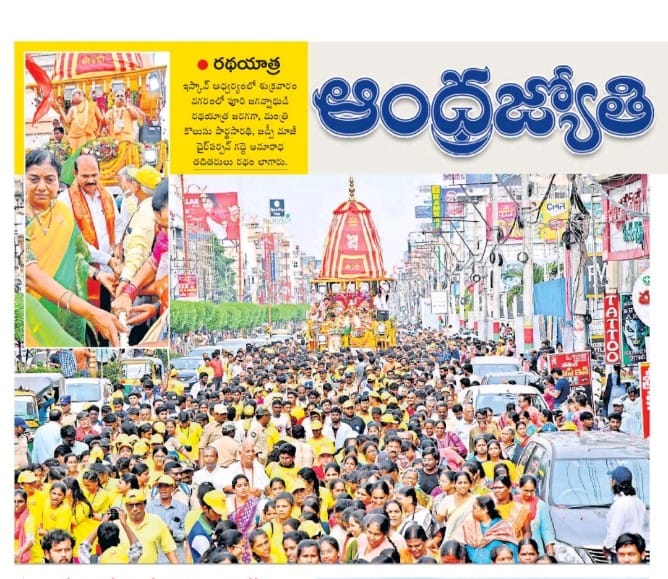 రథయాత్ర
ఇస్కాన్ ఆధ్వర్యంలో శుక్రవారం
నగరంలో పూరి జగన్నాథుడి
రథయాత్ర జరగగా, మంత్రి
కొలుసు పార్థసారథి, జడ్పీ మాజీ
చైర్‌పర్సన్ గద్దె అనూరాధ
తదితరులు రథం లాగారు.
ఆంధ్రజ్యోతి
TATTOO